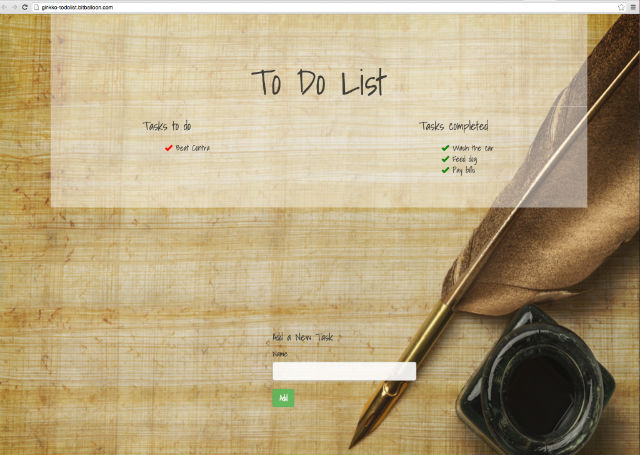 ginkko-todolist.bitballoon.com
To Do List
Tasks to do
Beat Contra
Tasks completed
Wash the car
Feed dog
Pay bills
Add a New Task
Name
Add